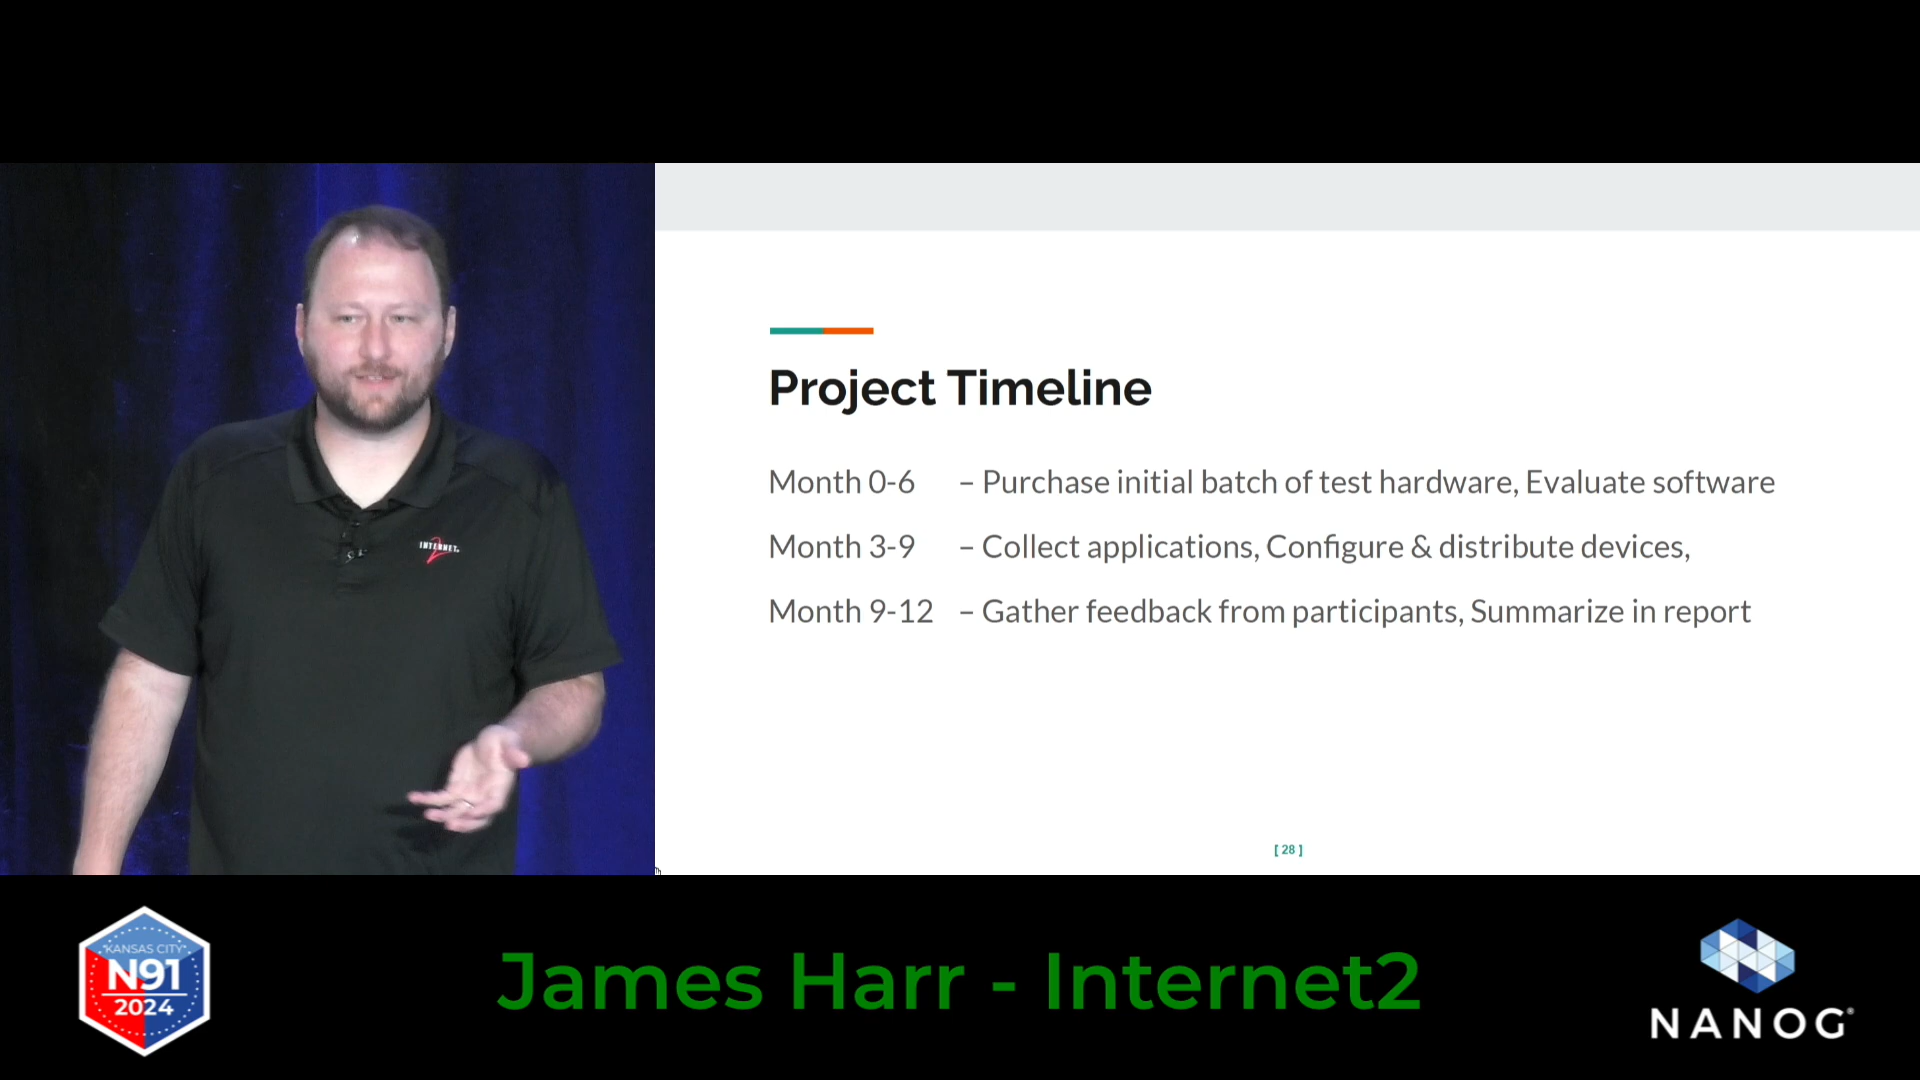 INTERNET
2
Project Timeline
Month 0-6 – Purchase initial batch of test hardware, Evaluate software
Month 3-9 – Collect applications, Configure & distribute devices,
Month 9-12 – Gather feedback from participants, Summarize in report
[ 28 ]
KANSAS CITY
N91
2024
James Harr - Internet2
NANOG®